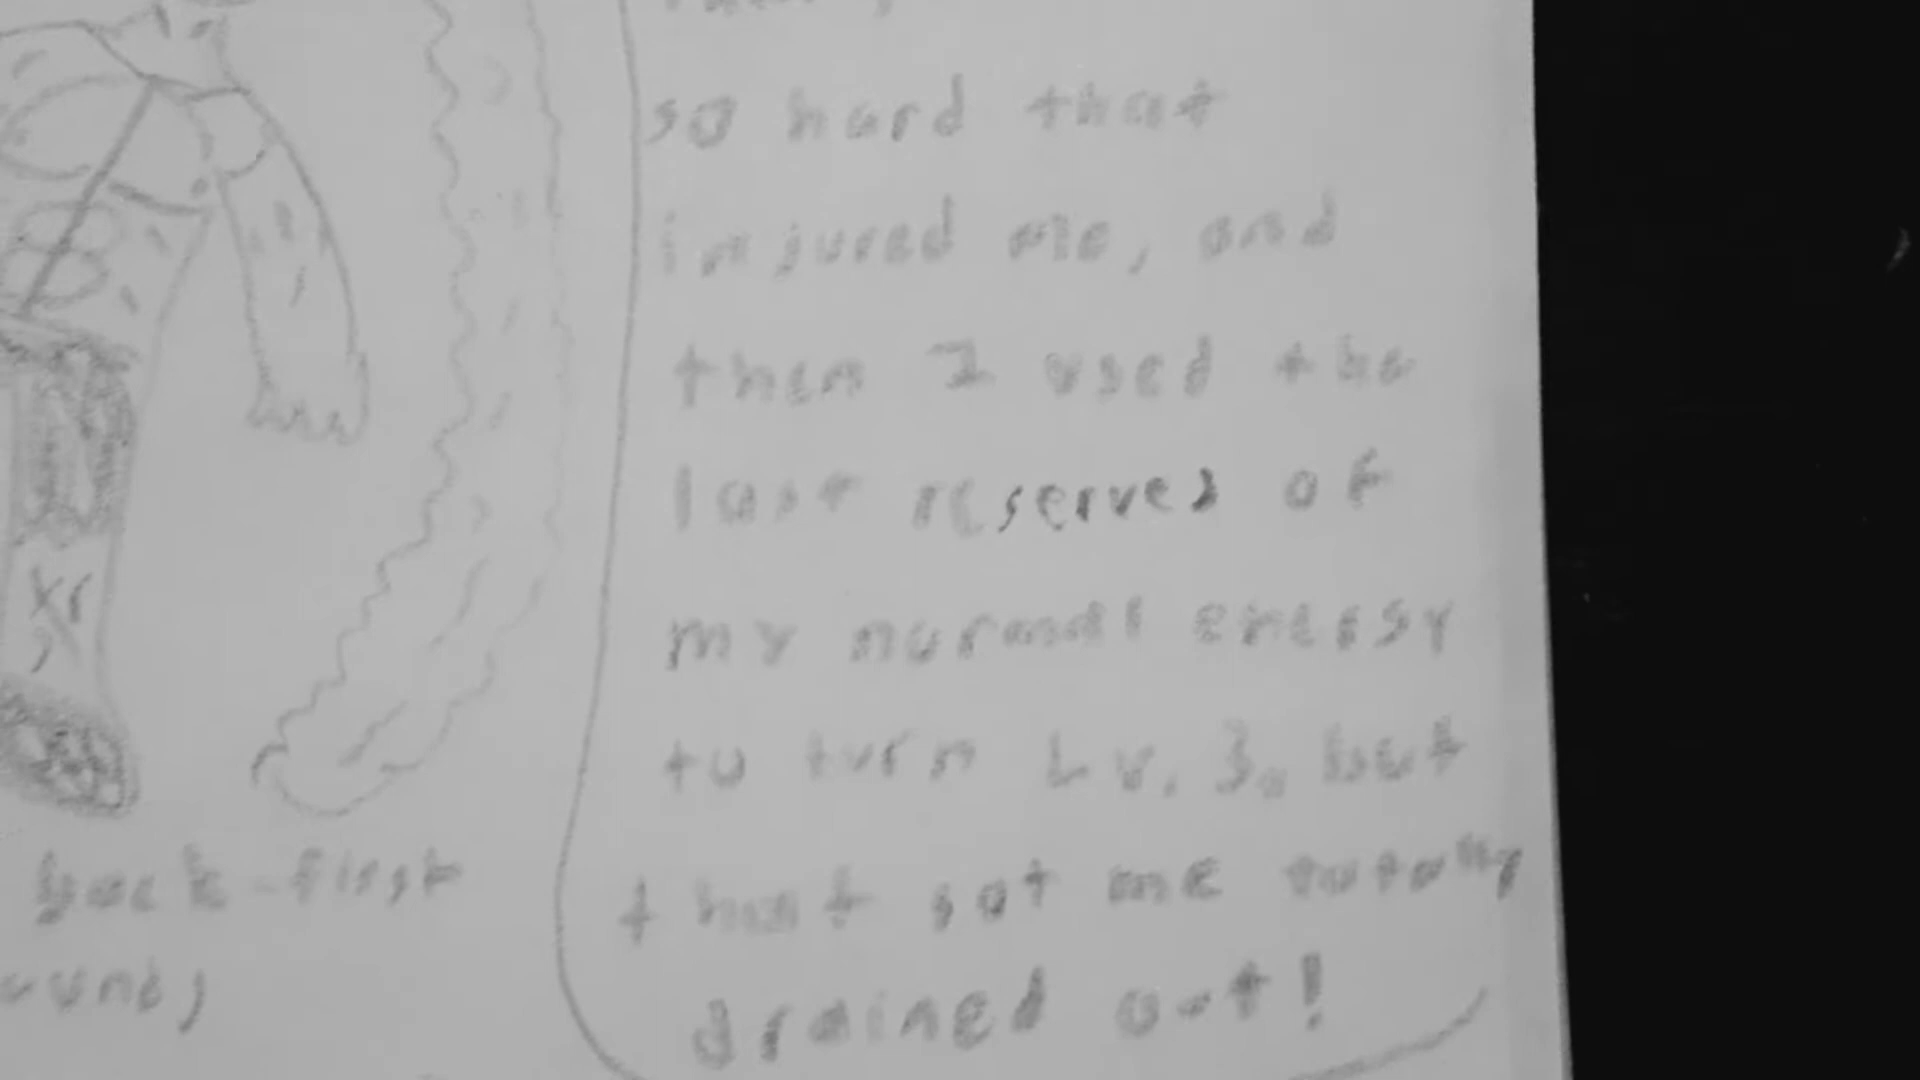 so hard that
injured me, and
then I used the
last reserves of
my normal energy
to turn Lv. 3, but
that got me totally
drained out!
back-first